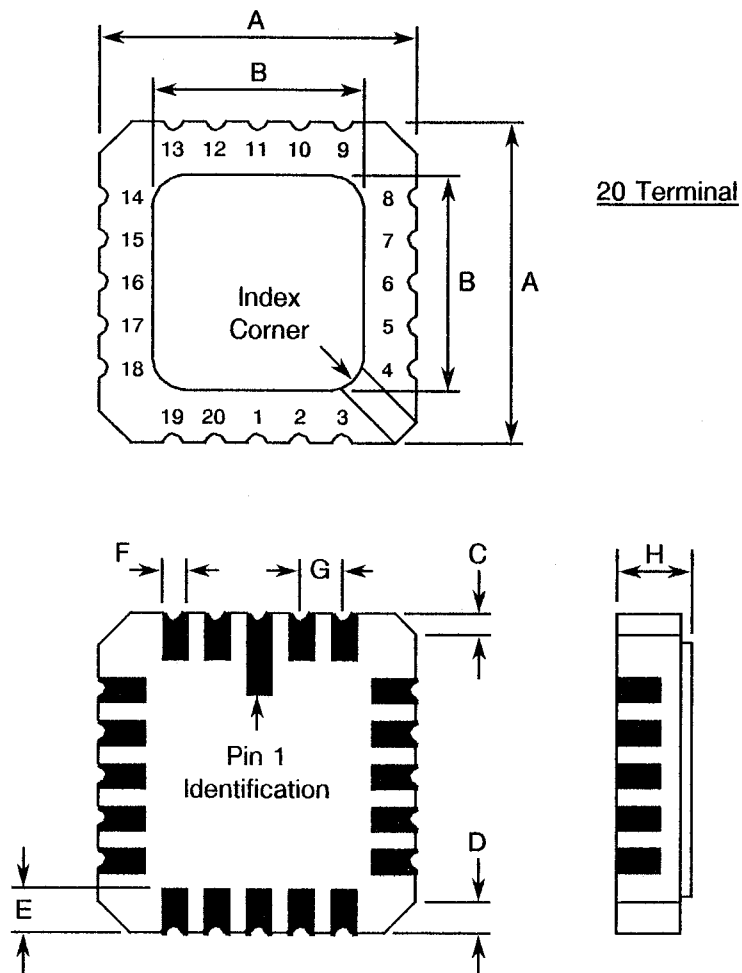 A
B
13 12 11 10 9
14 8
20 Terminal
15 7
16 6
B A
Index
Corner
17 5
18 4
19 20 1 2 3
F G C H
Pin 1
Identification
D
E